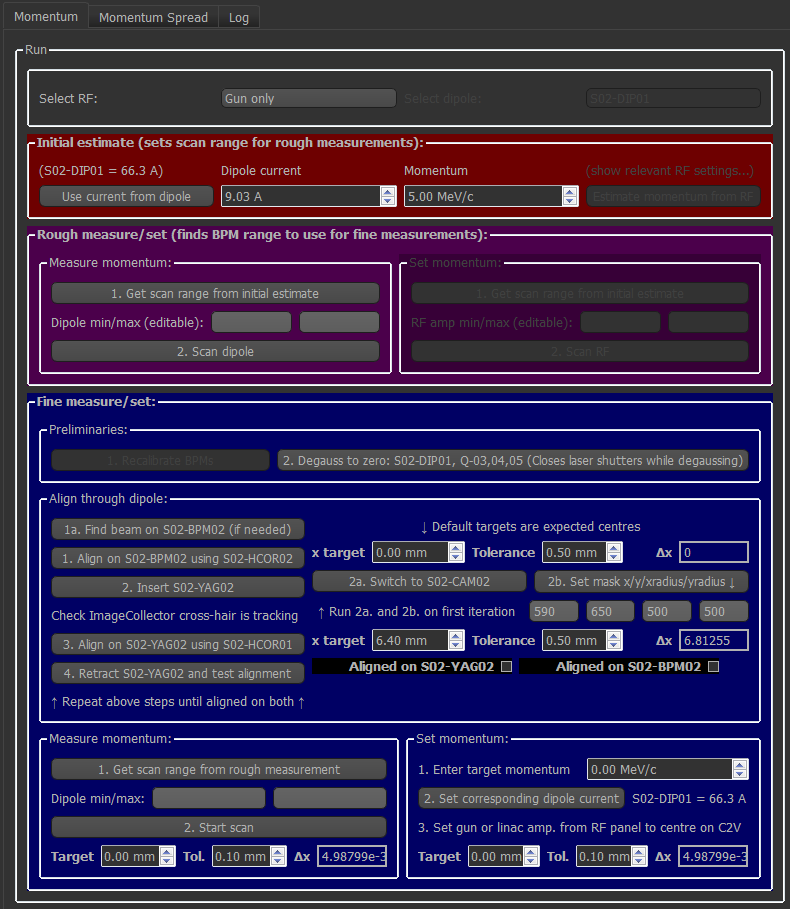 Momentum Momentum Spread Log
Run
Select RF: Gun only Select dipole: S02-DIP01
Initial estimate (sets scan range for rough measurements):
(S02-DIP01 = 66.3 A) Dipole current Momentum (show relevant RF settings...)
Use current from dipole 9.03 A 5.00 MeV/c Estimate momentum from RF
Rough measure/set (finds BPM range to use for fine measurements):
Measure momentum: Set momentum:
1. Get scan range from initial estimate 1. Get scan range from initial estimate
Dipole min/max (editable): RF amp min/max (editable):
2. Scan dipole 2. Scan RF
Fine measure/set:
Preliminaries:
1. Recalibrate BPMs 2. Degauss to zero: S02-DIP01, Q-03,04,05 (Closes laser shutters while degaussing)
Align through dipole:
1a. Find beam on S02-BPM02 (if needed) ↓ Default targets are expected centres
1. Align on S02-BPM02 using S02-HCOR02 x target 0.00 mm Tolerance 0.50 mm Δx 0
2. Insert S02-YAG02 2a. Switch to S02-CAM02 2b. Set mask x/y/xradius/yradius ↓
Check ImageCollector cross-hair is tracking ↑ Run 2a. and 2b. on first iteration 590 650 500 500
3. Align on S02-YAG02 using S02-HCOR01 x target 6.40 mm Tolerance 0.50 mm Δx 6.81255
4. Retract S02-YAG02 and test alignment Aligned on S02-YAG02 Aligned on S02-BPM02
↑ Repeat above steps until aligned on both ↑
Measure momentum: Set momentum:
1. Get scan range from rough measurement 1. Enter target momentum 0.00 MeV/c
Dipole min/max: 2. Set corresponding dipole current S02-DIP01 = 66.3 A
2. Start scan 3. Set gun or linac amp. from RF panel to centre on C2V
Target 0.00 mm Tol. 0.10 mm Δx 4.98799e-3 Target 0.00 mm Tol. 0.10 mm Δx 4.98799e-3